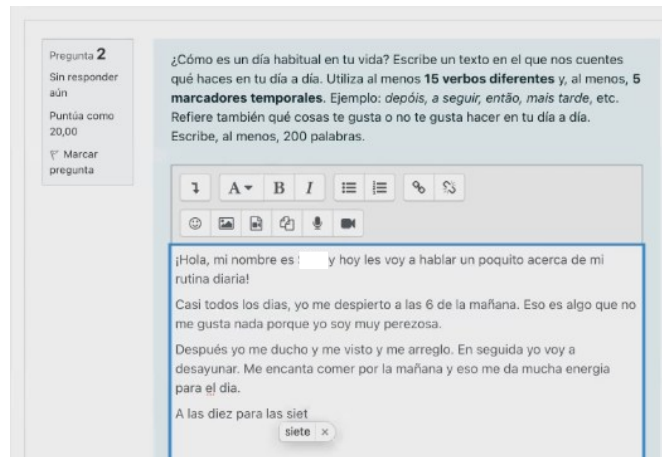 Pregunta 2
Sin responder
aún
Puntúa como
20,00
Marcar
pregunta
¿Cómo es un día habitual en tu vida? Escribe un texto en el que nos cuentes
qué haces en tu día a día. Utiliza al menos 15 verbos diferentes y, al menos, 5
marcadores temporales. Ejemplo: depóis, a seguir, então, mais tarde, etc.
Refiere también qué cosas te gusta o no te gusta hacer en tu día a día.
Escribe, al menos, 200 palabras.
A B I
¡Hola, mi nombre es y hoy les voy a hablar un poquito acerca de mi
rutina diaria!
Casi todos los dias, yo me despierto a las 6 de la mañana. Eso es algo que no
me gusta nada porque yo soy muy perezosa.
Después yo me ducho y me visto y me arreglo. En seguida yo voy a
desayunar. Me encanta comer por la mañana y eso me da mucha energia
para el dia.
A las diez para las siet
siete ×